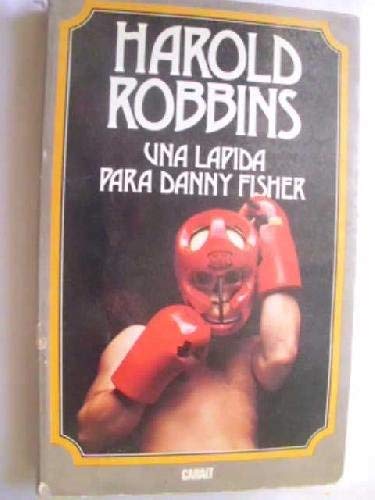 HAROLD
ROBBINS
UNA LAPIDA
PARA DANNY FISHER
CARALT